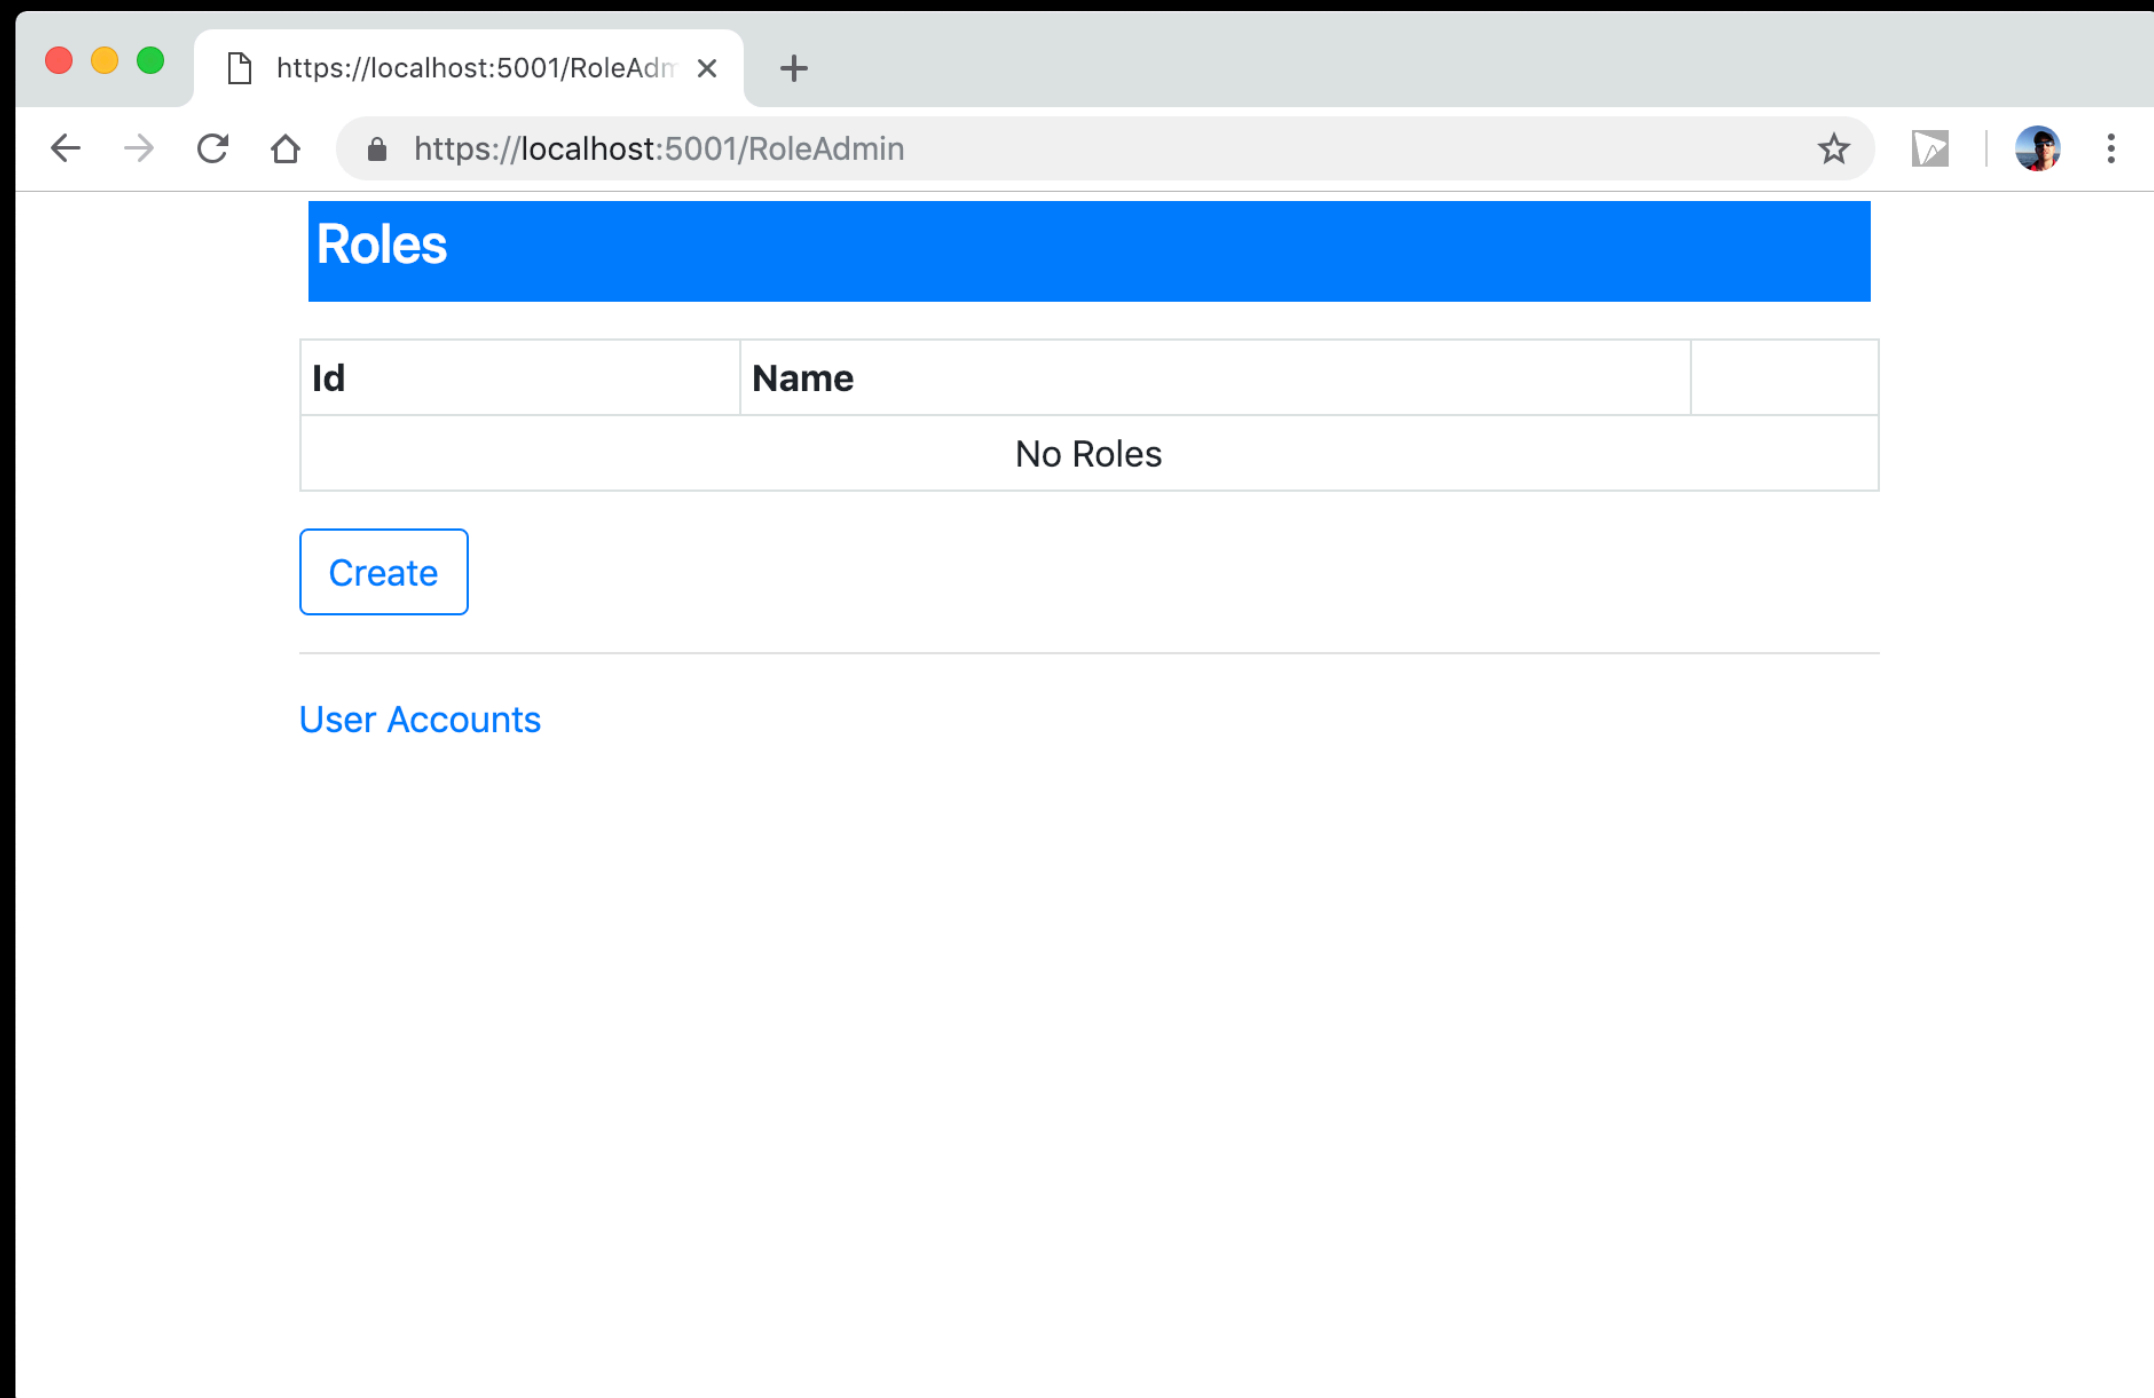 https://localhost:5001/RoleAdm
https://localhost:5001/RoleAdmin
Roles
Id Name
No Roles
Create
User Accounts